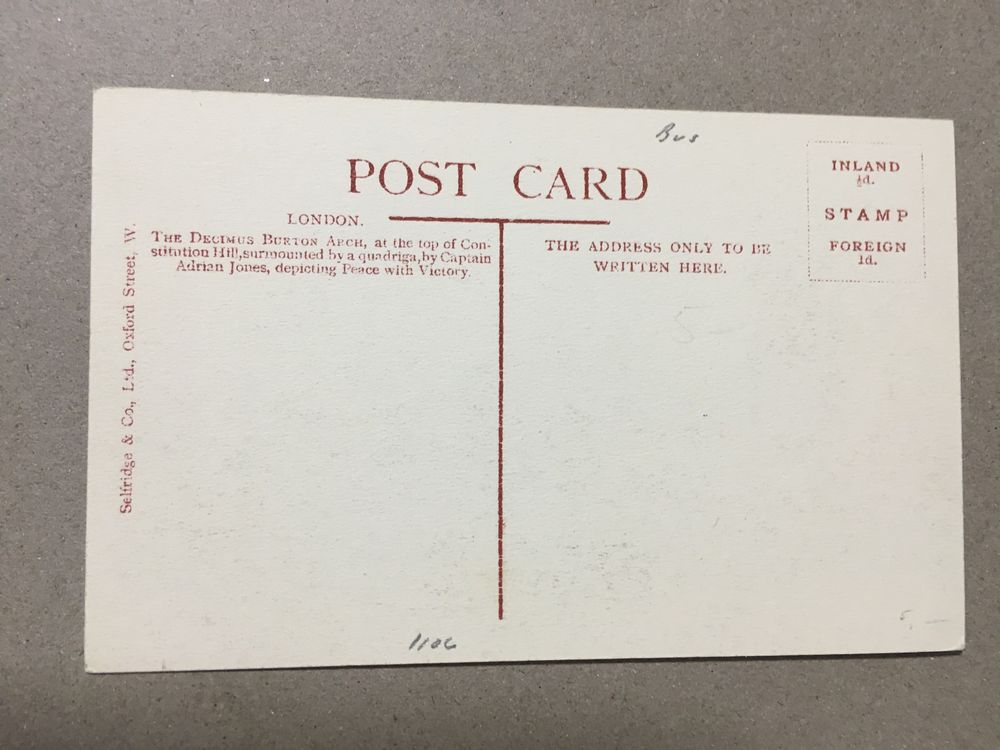 Bus
POST CARD
INLAND
½d.
STAMP
FOREIGN
1d.
LONDON.
THE DECIMUS BURTON ARCH, at the top of Con-
stitution Hill, surmounted by a quadriga, by Captain
Adrian Jones, depicting Peace with Victory.
THE ADDRESS ONLY TO BE
WRITTEN HERE.
Selfridge & Co., Ltd., Oxford Street, W.
5
5, —